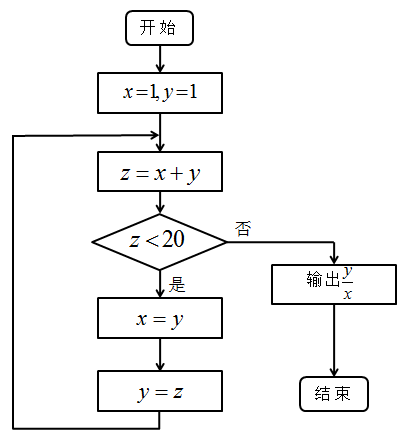 开始
x=1,y=1
z=x+y
z<20
否
是
输出y/x
x=y
y=z
结束